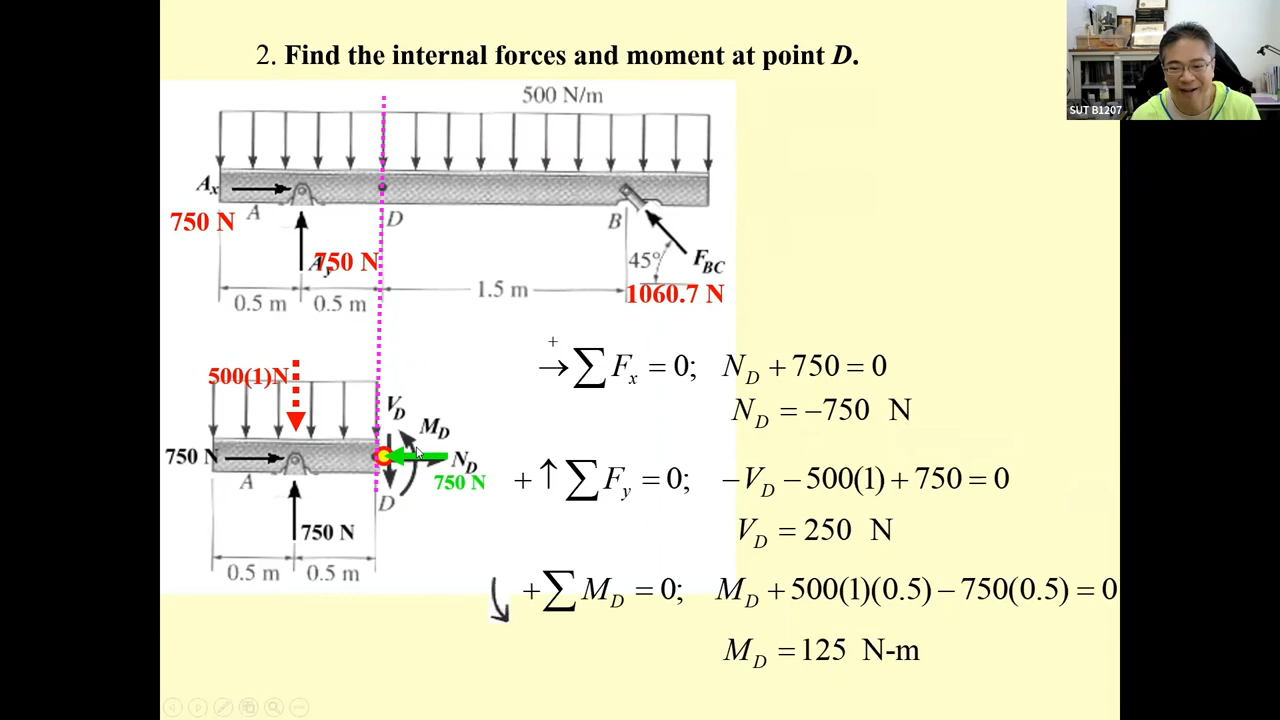 2. Find the internal forces and moment at point D.
SUT B1207
500 N/m
Ax
750 N
A
D
B
Ay
750 N
45°
FBC
1060.7 N
0.5 m
0.5 m
1.5 m
+→ ∑Fx = 0; ND + 750 = 0
ND = −750 N
500(1)N
VD
MD
750 N
A
ND
750 N
D
750 N
0.5 m
0.5 m
+↑∑Fy = 0; −VD − 500(1) + 750 = 0
VD = 250 N
+∑MD = 0; MD + 500(1)(0.5) − 750(0.5) = 0
MD = 125 N-m